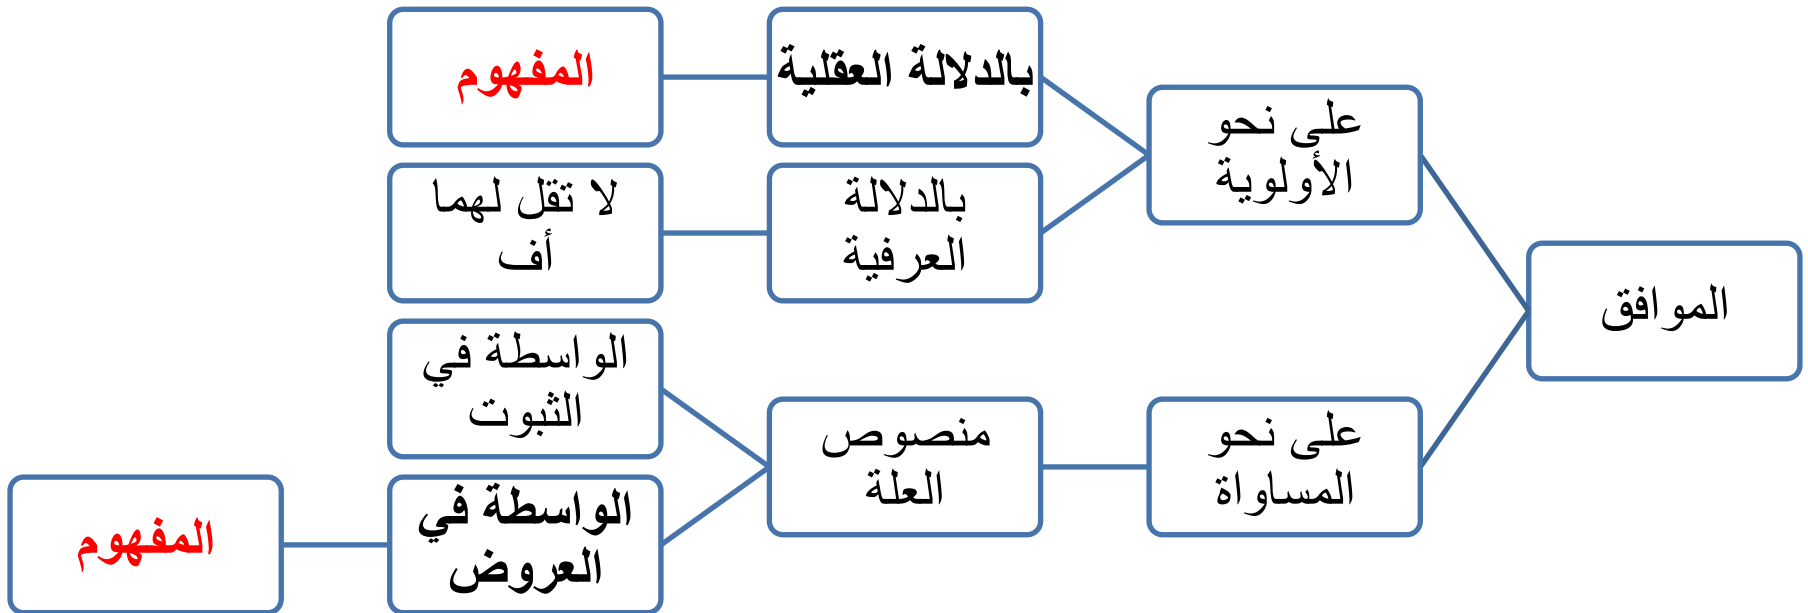 الموافق
على نحو
الأولوية
بالدلالة العقلية
المفهوم
بالدلالة
العرفية
لا تقل لهما
أف
على نحو
المساواة
منصوص
العلة
الواسطة في
الثبوت
الواسطة في
العروض
المفهوم